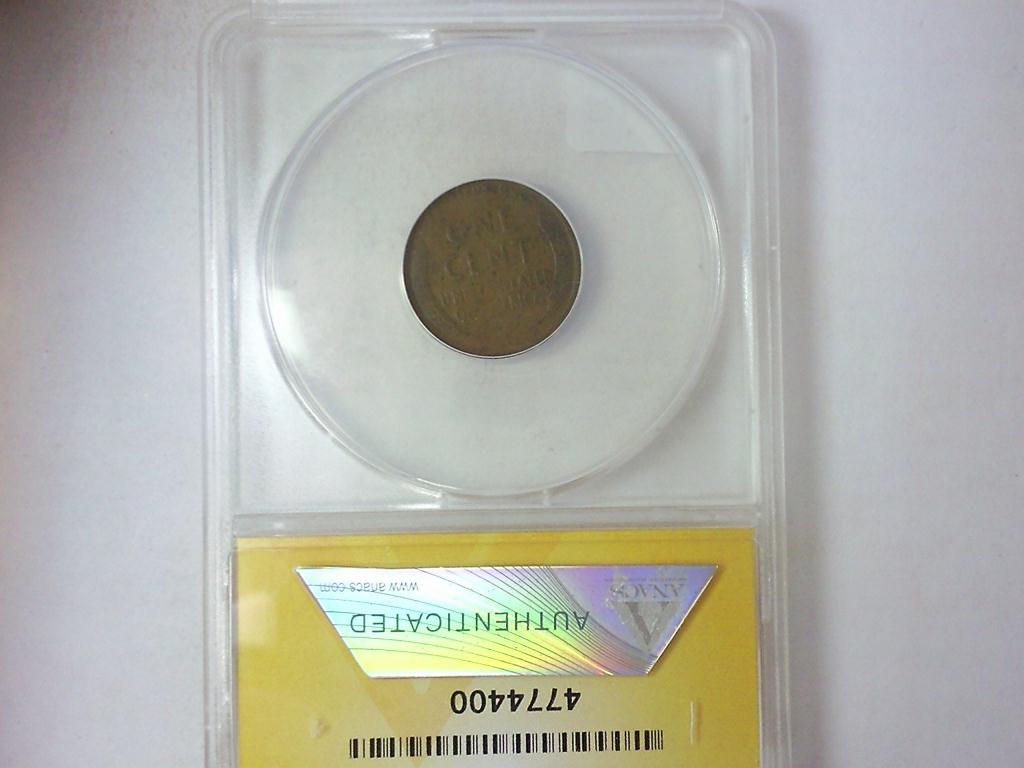 ONE
CENT
UNITED STATES
OF AMERICA
www.anacs.com
ANACS
AUTHENTICATED
4774400